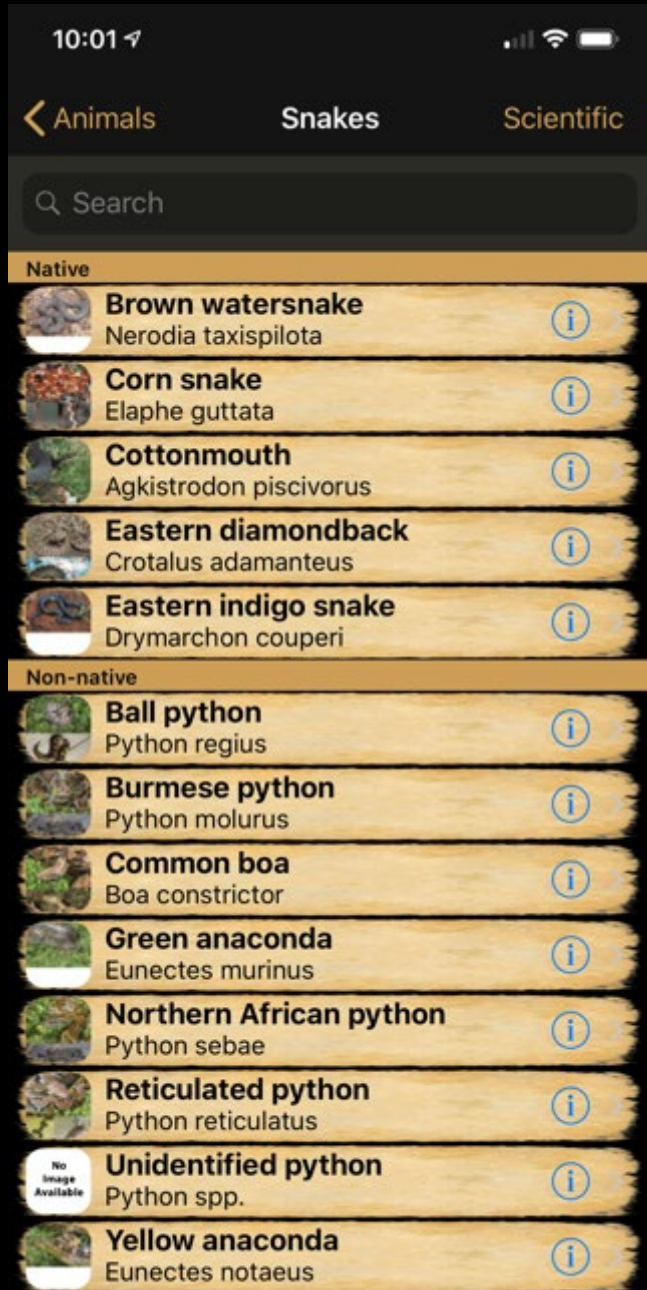 10:01
Animals
Snakes
Scientific
Search
Native
Brown watersnake
Nerodia taxispilota
Corn snake
Elaphe guttata
Cottonmouth
Agkistrodon piscivorus
Eastern diamondback
Crotalus adamanteus
Eastern indigo snake
Drymarchon couperi
Non-native
Ball python
Python regius
Burmese python
Python molurus
Common boa
Boa constrictor
Green anaconda
Eunectes murinus
Northern African python
Python sebae
Reticulated python
Python reticulatus
No
Image
Available
Unidentified python
Python spp.
Yellow anaconda
Eunectes notaeus